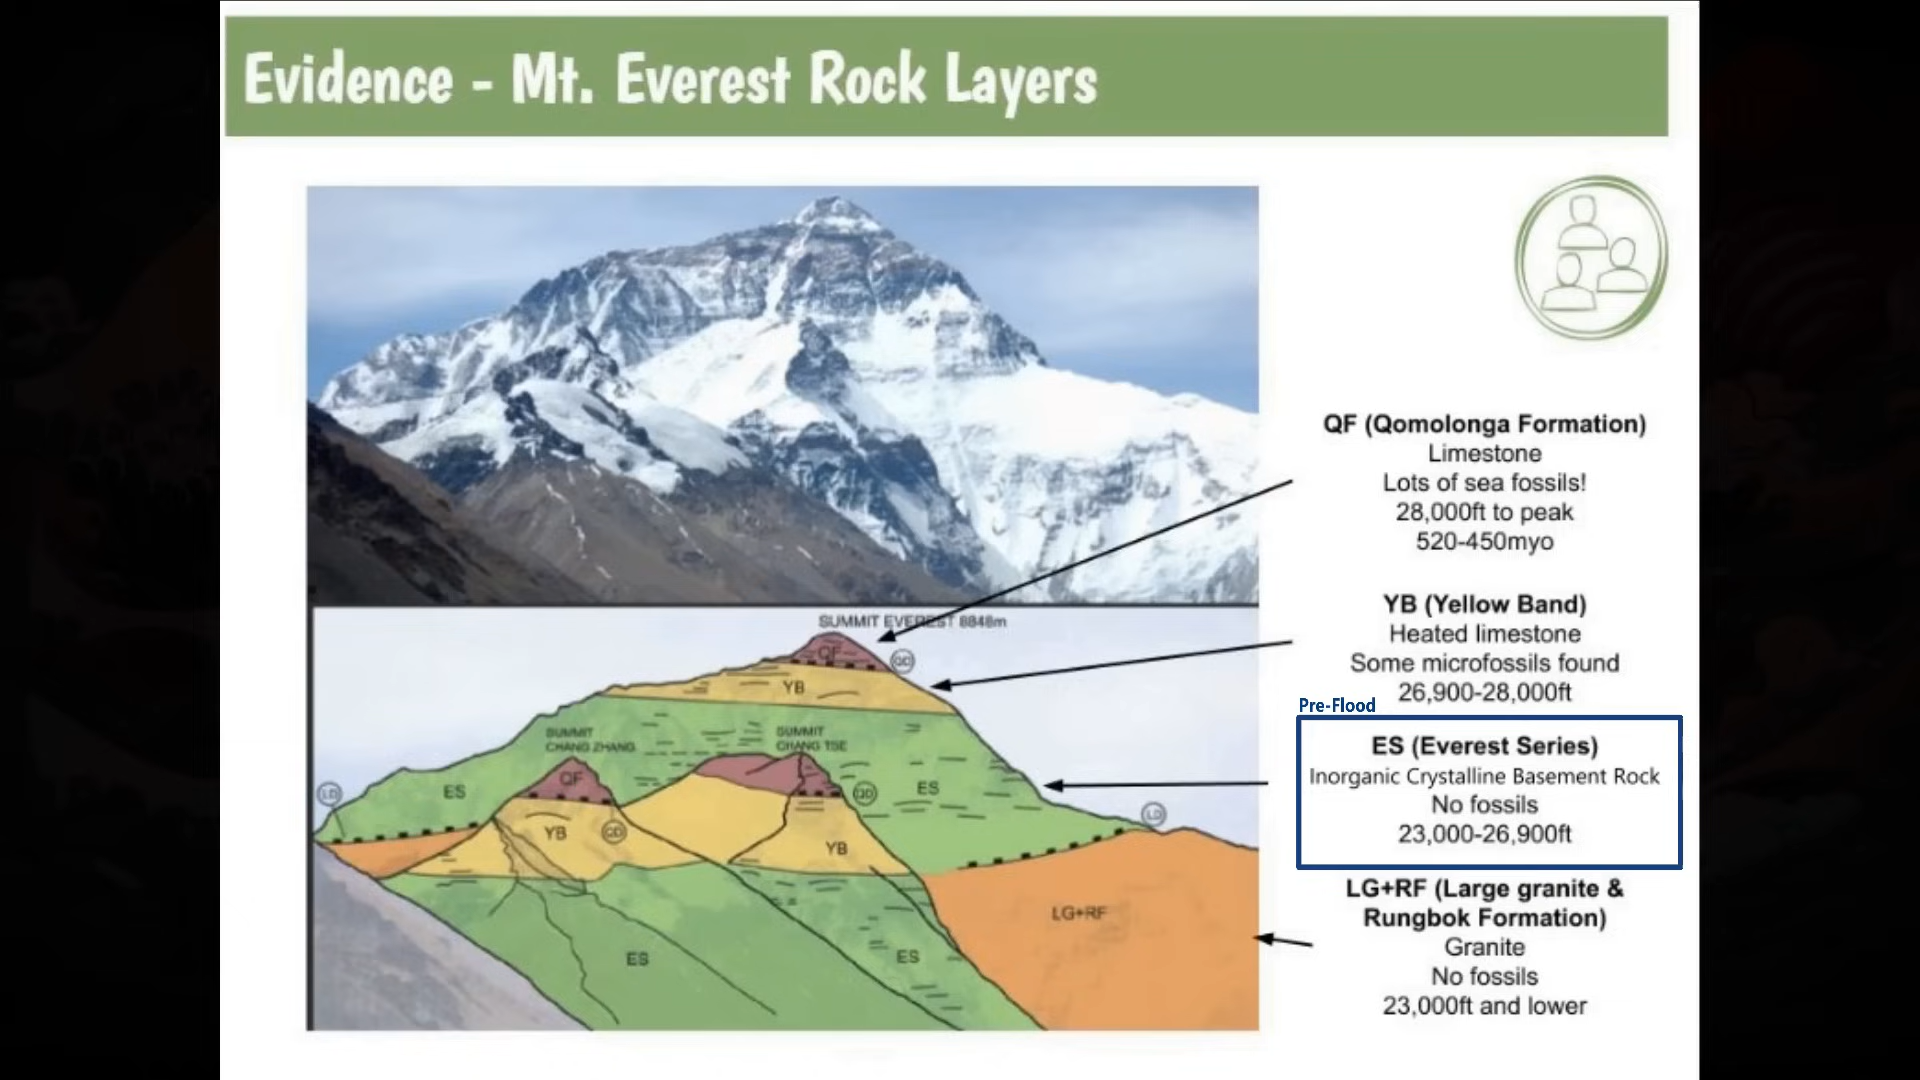 Evidence - Mt. Everest Rock Layers
QF (Qomolonga Formation)
Limestone
Lots of sea fossils!
28,000ft to peak
520-450myo
YB (Yellow Band)
Heated limestone
Some microfossils found
26,900-28,000ft
Pre-Flood
ES (Everest Series)
Inorganic Crystalline Basement Rock
No fossils
23,000-26,900ft
LG+RF (Large granite &
Rungbok Formation)
Granite
No fossils
23,000ft and lower
SUMMIT EVEREST 8848m
QF
QD
YB
SUMMIT
CHANG ZHANG
SUMMIT
CHANG TSE
QF
LD
ES
QD
ES
LD
YB
QD
YB
LG+RF
ES
ES